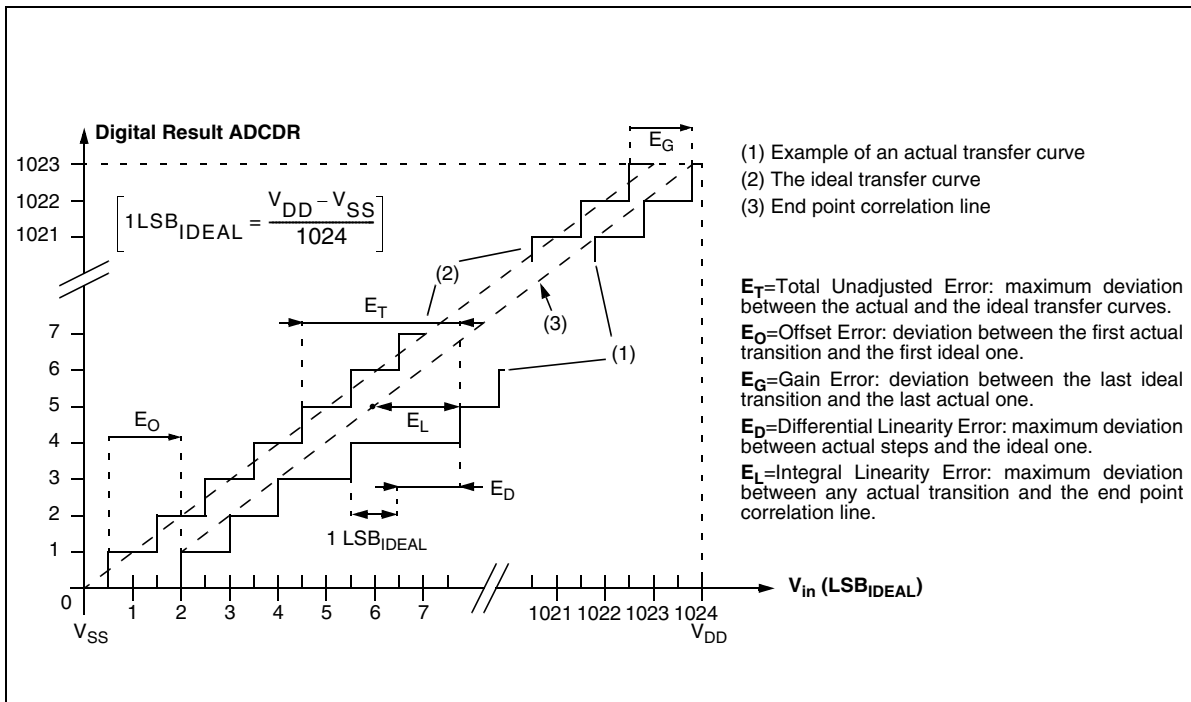 Digital Result ADCDR
E_G
1023
1022
1021
[1LSB_IDEAL = (V_DD – V_SS) / 1024]
(1) Example of an actual transfer curve
(2) The ideal transfer curve
(3) End point correlation line
(2)
E_T
(3)
(1)
7
6
5
4
3
2
1
0
E_O
E_L
E_D
1 LSB_IDEAL
E_T=Total Unadjusted Error: maximum deviation
between the actual and the ideal transfer curves.
E_O=Offset Error: deviation between the first actual
transition and the first ideal one.
E_G=Gain Error: deviation between the last ideal
transition and the last actual one.
E_D=Differential Linearity Error: maximum deviation
between actual steps and the ideal one.
E_L=Integral Linearity Error: maximum deviation
between any actual transition and the end point
correlation line.
1 2 3 4 5 6 7 1021 1022 1023 1024
V_in (LSB_IDEAL)
V_SS
V_DD